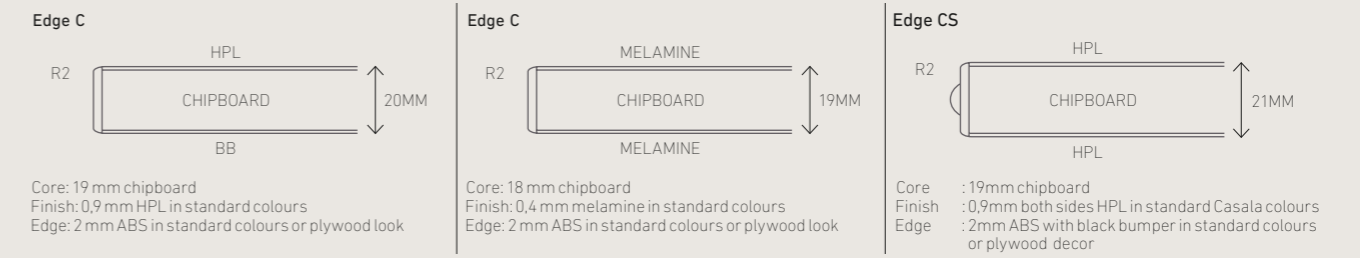 Edge C
HPL
R2
CHIPBOARD
20MM
BB
Core: 19 mm chipboard
Finish: 0,9 mm HPL in standard colours
Edge: 2 mm ABS in standard colours or plywood look
Edge C
MELAMINE
R2
CHIPBOARD
19MM
MELAMINE
Core: 18 mm chipboard
Finish: 0,4 mm melamine in standard colours
Edge: 2 mm ABS in standard colours or plywood look
Edge CS
HPL
R2
CHIPBOARD
21MM
HPL
Core : 19mm chipboard
Finish : 0,9mm both sides HPL in standard Casala colours
Edge : 2mm ABS with black bumper in standard colours
or plywood decor